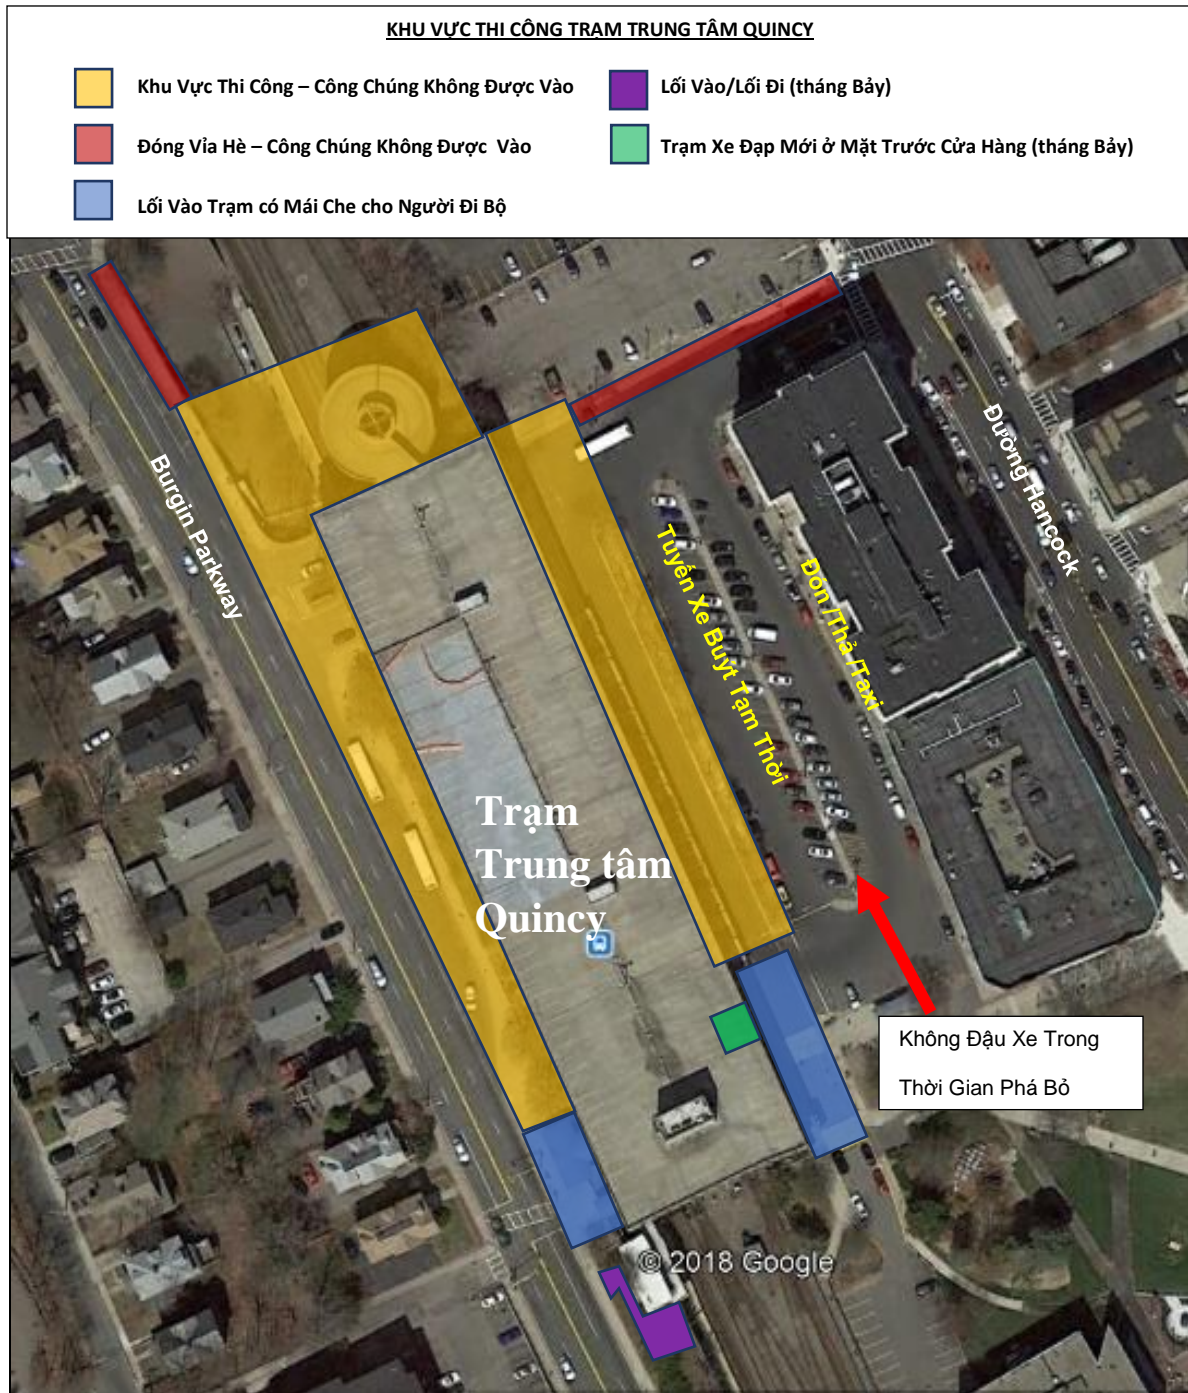 KHU VỰC THI CÔNG TRẠM TRUNG TÂM QUINCY
Khu Vực Thi Công – Công Chúng Không Được Vào
Lối Vào/Lối Đi (tháng Bảy)
Đóng Vỉa Hè – Công Chúng Không Được Vào
Trạm Xe Đạp Mới ở Mặt Trước Cửa Hàng (tháng Bảy)
Lối Vào Trạm có Mái Che cho Người Đi Bộ
Burgin Parkway
Đường Hancock
Tuyến Xe Buýt Tạm Thời
Đón /Thả /Taxi
Trạm
Trung tâm
Quincy
Không Đậu Xe Trong
Thời Gian Phá Bỏ
© 2018 Google